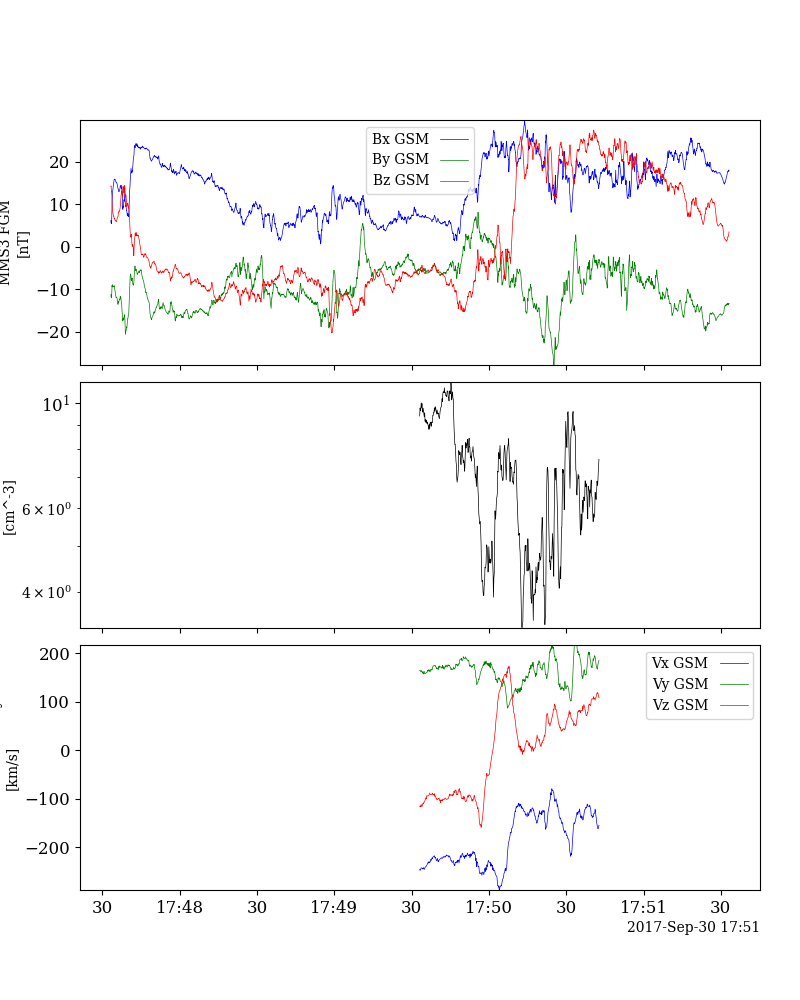 MMS3 FGM
[nT]
20
10
0
−10
−20
Bx GSM
By GSM
Bz GSM
[cm^-3]
10^1
6 × 10^0
4 × 10^0
[km/s]
200
100
0
−100
−200
Vx GSM
Vy GSM
Vz GSM
30 17:48 30 17:49 30 17:50 30 17:51 30
2017-Sep-30 17:51